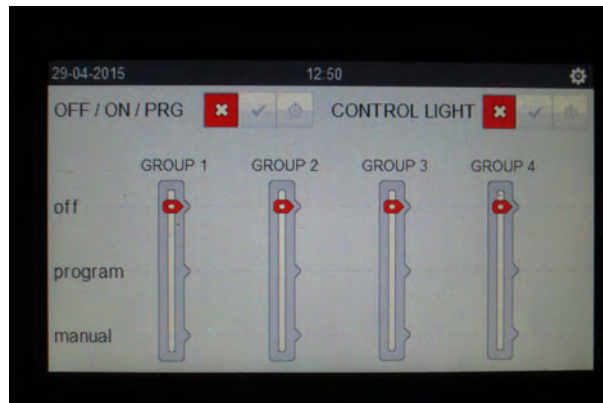 29-04-2015 12:50
OFF / ON / PRG CONTROL LIGHT
GROUP 1 GROUP 2 GROUP 3 GROUP 4
off
program
manual